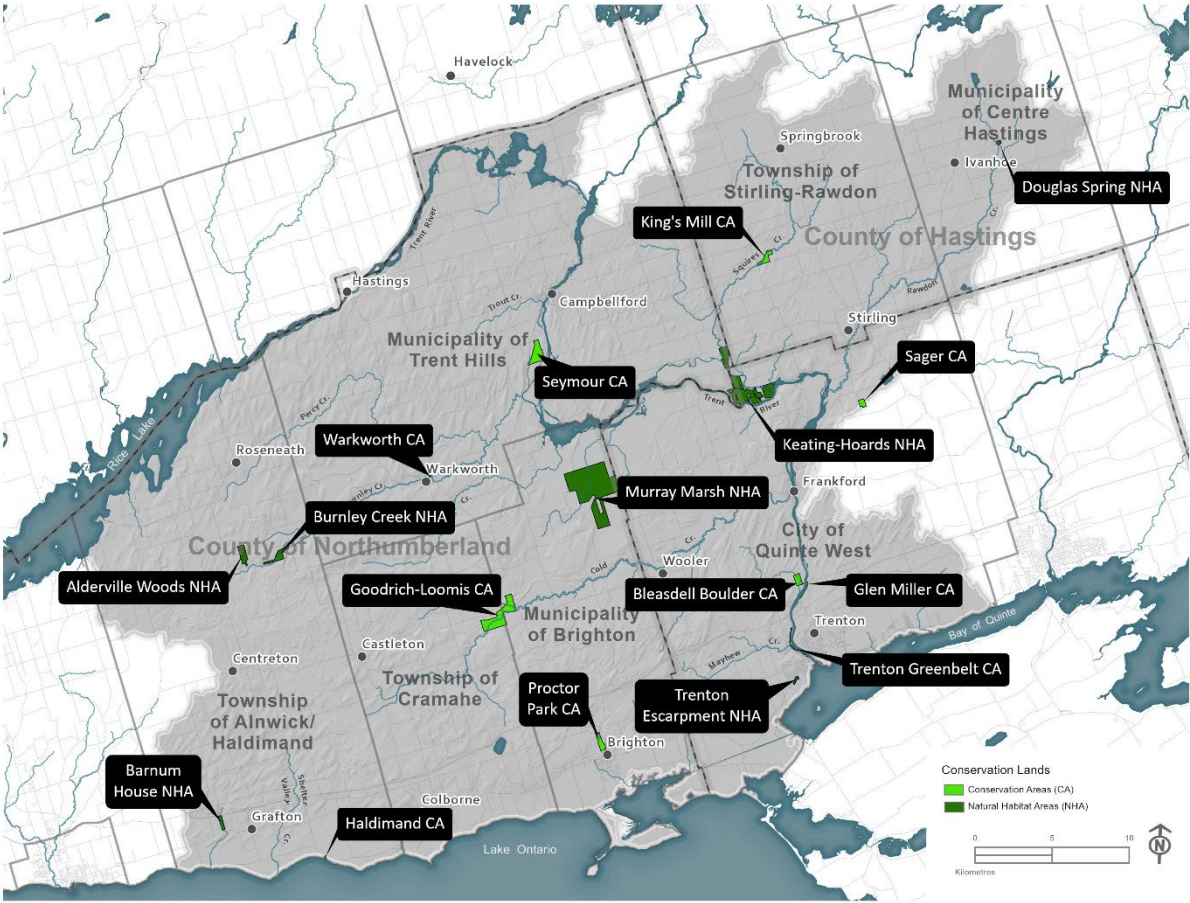 Havelock
Municipality
of Centre
Hastings
Springbrook
Ivanhoe
Township of
Stirling-Rawdon
Douglas Spring NHA
Trent River
King's Mill CA
Cr.
Squires
County of Hastings
Cr.
Rawdon
Hastings
Trout Cr.
Campbellford
Stirling
Municipality of
Trent Hills
Seymour CA
Sager CA
Trent
River
Percy Cr.
Rice Lake
Warkworth CA
Keating-Hoards NHA
Roseneath
Warkworth
Burnley Cr.
Cr.
Murray Marsh NHA
Frankford
Burnley Creek NHA
County of Northumberland
City of
Quinte West
Cr.
Wooler
Cold
Alderville Woods NHA
Goodrich-Loomis CA
Bleasdell Boulder CA
Glen Miller CA
Municipality
of Brighton
Trenton
Bay of Quinte
Castleton
Centreton
Cr.
Mayhew
Trenton Greenbelt CA
Township of
Cramahe
Proctor
Park CA
Trenton
Escarpment NHA
Township
of Alnwick/
Haldimand
Brighton
Barnum
House NHA
Shelter
Valley
Cr.
Colborne
Grafton
Haldimand CA
Lake Ontario
Conservation Lands
Conservation Areas (CA)
Natural Habitat Areas (NHA)
0 5 10
Kilometres
N